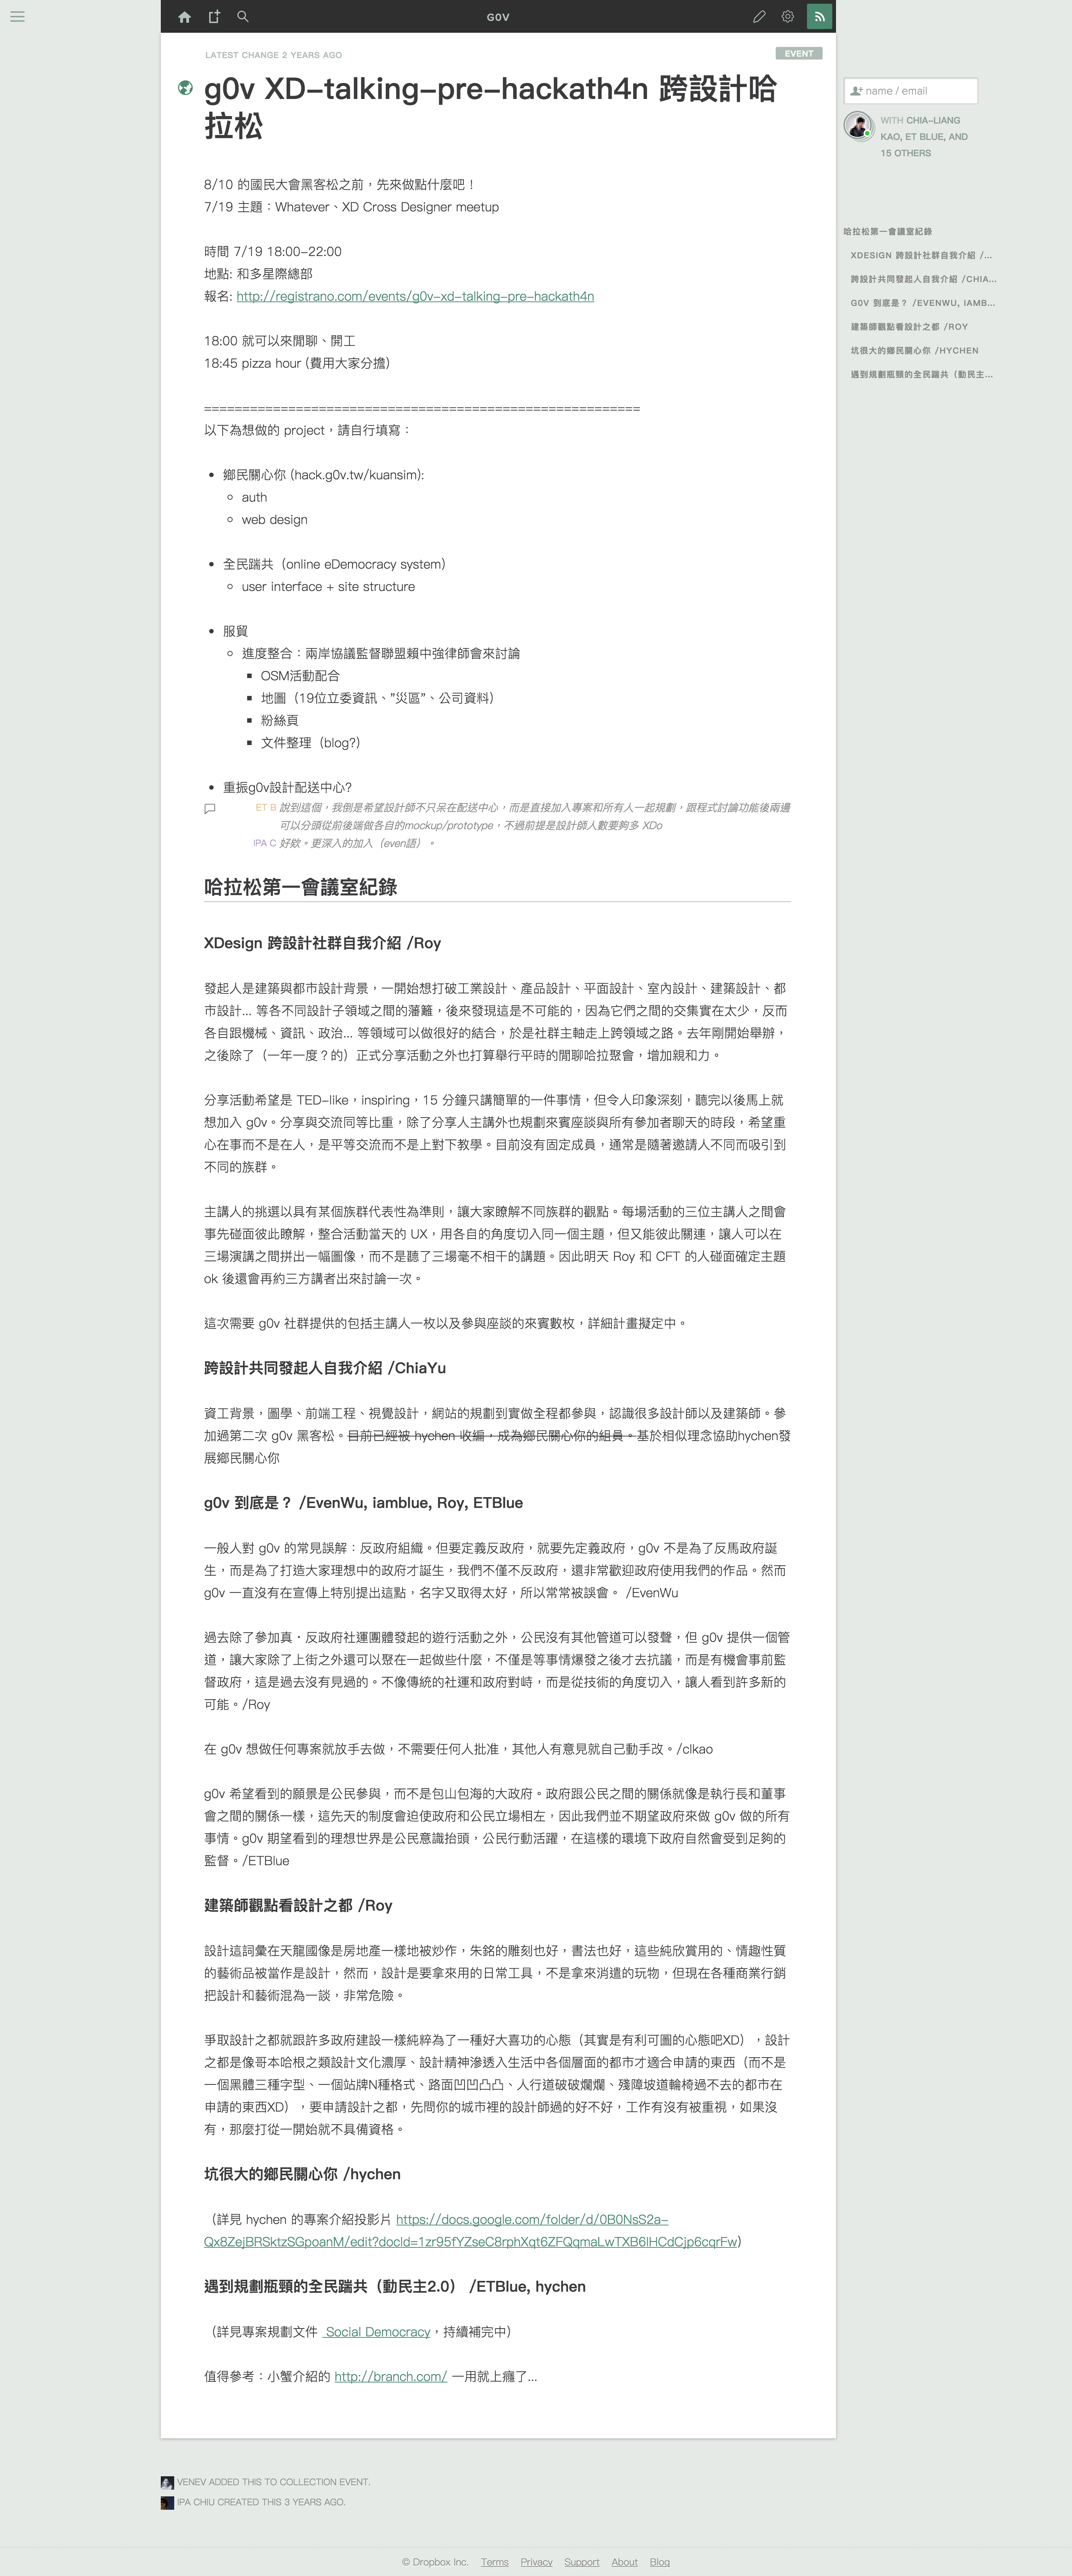 G0V
LATEST CHANGE 2 YEARS AGO
EVENT
g0v XD-talking-pre-hackath4n 跨設計哈
拉松
name / email
WITH CHIA-LIANG
KAO, ET BLUE, AND
15 OTHERS
8/10 的國民大會黑客松之前，先來做點什麼吧！
7/19 主題：Whatever、XD Cross Designer meetup
時間 7/19 18:00-22:00
地點: 和多星際總部
報名: http://registrano.com/events/g0v-xd-talking-pre-hackath4n
18:00 就可以來閒聊、開工
18:45 pizza hour (費用大家分擔)
哈拉松第一會議室紀錄
XDESIGN 跨設計社群自我介紹 /...
跨設計共同發起人自我介紹 /CHIA...
G0V 到底是？ /EVENWU, IAMB...
建築師觀點看設計之都 /ROY
坑很大的鄉民關心你 /HYCHEN
遇到規劃瓶頸的全民踹共（動民主...
=========================================================
以下為想做的 project，請自行填寫：
• 鄉民關心你 (hack.g0v.tw/kuansim):
◦ auth
◦ web design
• 全民踹共（online eDemocracy system）
◦ user interface + site structure
• 服貿
◦ 進度整合：兩岸協議監督聯盟賴中強律師會來討論
▪ OSM活動配合
▪ 地圖（19位立委資訊、”災區”、公司資料）
▪ 粉絲頁
▪ 文件整理（blog?）
• 重振g0v設計配送中心?
ET B 說到這個，我倒是希望設計師不只呆在配送中心，而是直接加入專案和所有人一起規劃，跟程式討論功能後兩邊
可以分頭從前後端做各自的mockup/prototype，不過前提是設計師人數要夠多 XDo
IPA C 好欸。更深入的加入（even語）。
哈拉松第一會議室紀錄
XDesign 跨設計社群自我介紹 /Roy
發起人是建築與都市設計背景，一開始想打破工業設計、產品設計、平面設計、室內設計、建築設計、都
市設計... 等各不同設計子領域之間的藩籬，後來發現這是不可能的，因為它們之間的交集實在太少，反而
各自跟機械、資訊、政治... 等領域可以做很好的結合，於是社群主軸走上跨領域之路。去年剛開始舉辦，
之後除了（一年一度？的）正式分享活動之外也打算舉行平時的閒聊哈拉聚會，增加親和力。
分享活動希望是 TED-like，inspiring，15 分鐘只講簡單的一件事情，但令人印象深刻，聽完以後馬上就
想加入 g0v。分享與交流同等比重，除了分享人主講外也規劃來賓座談與所有參加者聊天的時段，希望重
心在事而不是在人，是平等交流而不是上對下教學。目前沒有固定成員，通常是隨著邀請人不同而吸引到
不同的族群。
主講人的挑選以具有某個族群代表性為準則，讓大家瞭解不同族群的觀點。每場活動的三位主講人之間會
事先碰面彼此瞭解，整合活動當天的 UX，用各自的角度切入同一個主題，但又能彼此關連，讓人可以在
三場演講之間拼出一幅圖像，而不是聽了三場毫不相干的講題。因此明天 Roy 和 CFT 的人碰面確定主題
ok 後還會再約三方講者出來討論一次。
這次需要 g0v 社群提供的包括主講人一枚以及參與座談的來賓數枚，詳細計畫擬定中。
跨設計共同發起人自我介紹 /ChiaYu
資工背景，圖學、前端工程、視覺設計，網站的規劃到實做全程都參與，認識很多設計師以及建築師。參
加過第二次 g0v 黑客松。目前已經被 hychen 收編，成為鄉民關心你的組員。基於相似理念協助hychen發
展鄉民關心你
g0v 到底是？ /EvenWu, iamblue, Roy, ETBlue
一般人對 g0v 的常見誤解：反政府組織。但要定義反政府，就要先定義政府，g0v 不是為了反馬政府誕
生，而是為了打造大家理想中的政府才誕生，我們不僅不反政府，還非常歡迎政府使用我們的作品。然而
g0v 一直沒有在宣傳上特別提出這點，名字又取得太好，所以常常被誤會。 /EvenWu
過去除了參加真．反政府社運團體發起的遊行活動之外，公民沒有其他管道可以發聲，但 g0v 提供一個管
道，讓大家除了上街之外還可以聚在一起做些什麼，不僅是等事情爆發之後才去抗議，而是有機會事前監
督政府，這是過去沒有見過的。不像傳統的社運和政府對峙，而是從技術的角度切入，讓人看到許多新的
可能。/Roy
在 g0v 想做任何專案就放手去做，不需要任何人批准，其他人有意見就自己動手改。/clkao
g0v 希望看到的願景是公民參與，而不是包山包海的大政府。政府跟公民之間的關係就像是執行長和董事
會之間的關係一樣，這先天的制度會迫使政府和公民立場相左，因此我們並不期望政府來做 g0v 做的所有
事情。g0v 期望看到的理想世界是公民意識抬頭，公民行動活躍，在這樣的環境下政府自然會受到足夠的
監督。/ETBlue
建築師觀點看設計之都 /Roy
設計這詞彙在天龍國像是房地產一樣地被炒作，朱銘的雕刻也好，書法也好，這些純欣賞用的、情趣性質
的藝術品被當作是設計，然而，設計是要拿來用的日常工具，不是拿來消遣的玩物，但現在各種商業行銷
把設計和藝術混為一談，非常危險。
爭取設計之都就跟許多政府建設一樣純粹為了一種好大喜功的心態（其實是有利可圖的心態吧XD），設計
之都是像哥本哈根之類設計文化濃厚、設計精神滲透入生活中各個層面的都市才適合申請的東西（而不是
一個黑體三種字型、一個站牌N種格式、路面凹凹凸凸、人行道破破爛爛、殘障坡道輪椅過不去的都市在
申請的東西XD），要申請設計之都，先問你的城市裡的設計師過的好不好，工作有沒有被重視，如果沒
有，那麼打從一開始就不具備資格。
坑很大的鄉民關心你 /hychen
（詳見 hychen 的專案介紹投影片 https://docs.google.com/folder/d/0B0NsS2a-
Qx8ZejBRSktzSGpoanM/edit?docId=1zr95fYZseC8rphXqt6ZFQqmaLwTXB6lHCdCjp6cqrFw）
遇到規劃瓶頸的全民踹共（動民主2.0） /ETBlue, hychen
（詳見專案規劃文件 Social Democracy，持續補完中）
值得參考：小蟹介紹的 http://branch.com/ 一用就上癮了...
VENEV ADDED THIS TO COLLECTION EVENT.
IPA CHIU CREATED THIS 3 YEARS AGO.
© Dropbox Inc. Terms Privacy Support About Blog